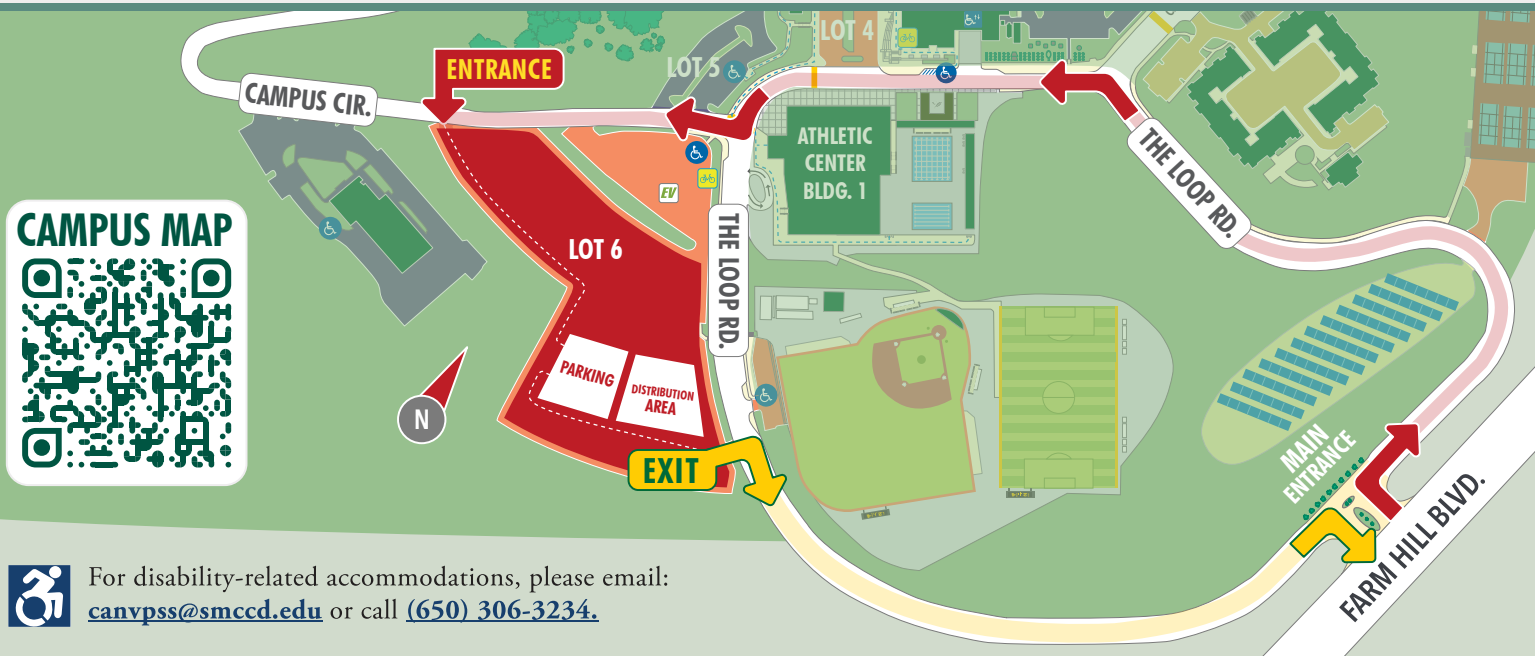 LOT 4
LOT 5
ENTRANCE
CAMPUS CIR.
ATHLETIC
CENTER
BLDG. 1
THE LOOP RD.
EV
CAMPUS MAP
LOT 6
THE LOOP RD.
PARKING
DISTRIBUTION
AREA
N
EXIT
MAIN
ENTRANCE
FARM HILL BLVD.
For disability-related accommodations, please email:
canvpss@smccd.edu or call (650) 306-3234.